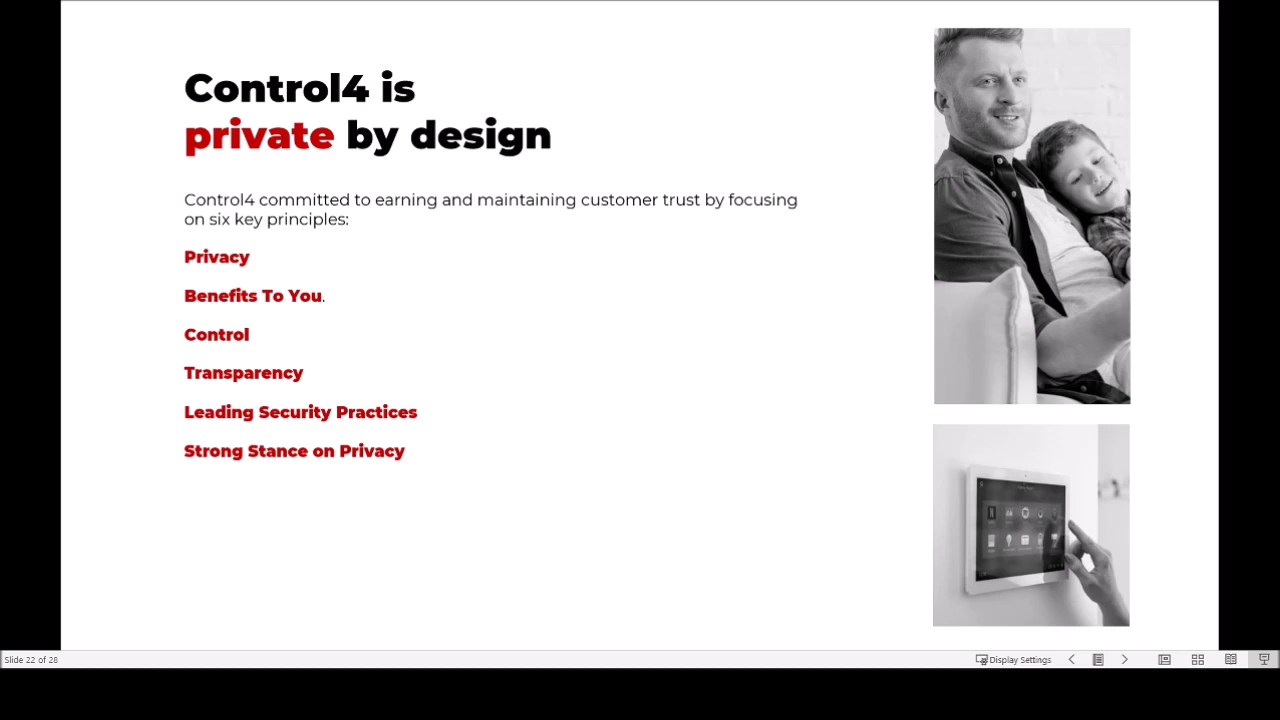 Control4 is
private by design
Control4 committed to earning and maintaining customer trust by focusing
on six key principles:
Privacy
Benefits To You.
Control
Transparency
Leading Security Practices
Strong Stance on Privacy
Slide 22 of 28
Display Settings